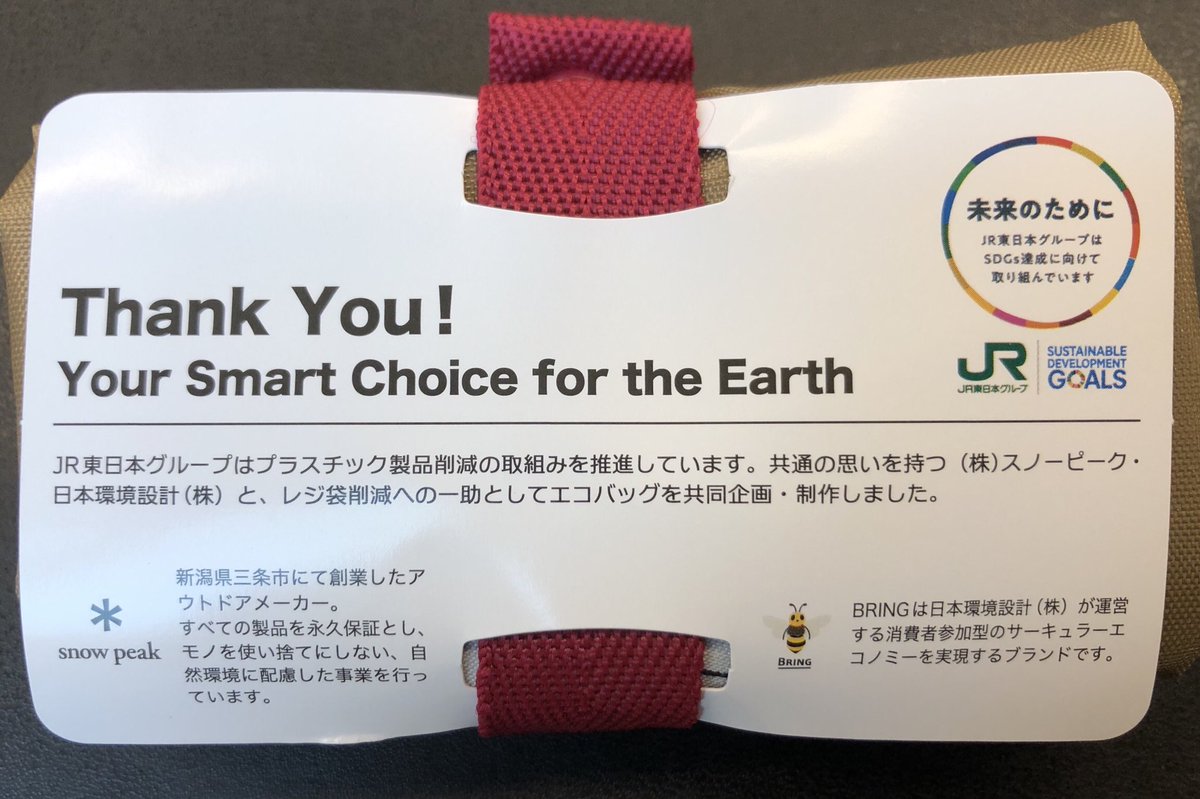 未来のために
JR東日本グループは
SDGs達成に向けて
取り組んでいます
Thank You!
Your Smart Choice for the Earth
JR
JR東日本グループ
SUSTAINABLE
DEVELOPMENT
GOALS
JR東日本グループはプラスチック製品削減の取組みを推進しています。共通の思いを持つ（株）スノーピーク・
日本環境設計（株）と、レジ袋削減への一助としてエコバッグを共同企画・制作しました。
snow peak
新潟県三条市にて創業したア
ウトドアメーカー。
すべての製品を永久保証とし、
モノを使い捨てにしない、自
然環境に配慮した事業を行っ
ています。
BRING
BRINGは日本環境設計（株）が運営
する消費者参加型のサーキュラーエ
コノミーを実現するブランドです。